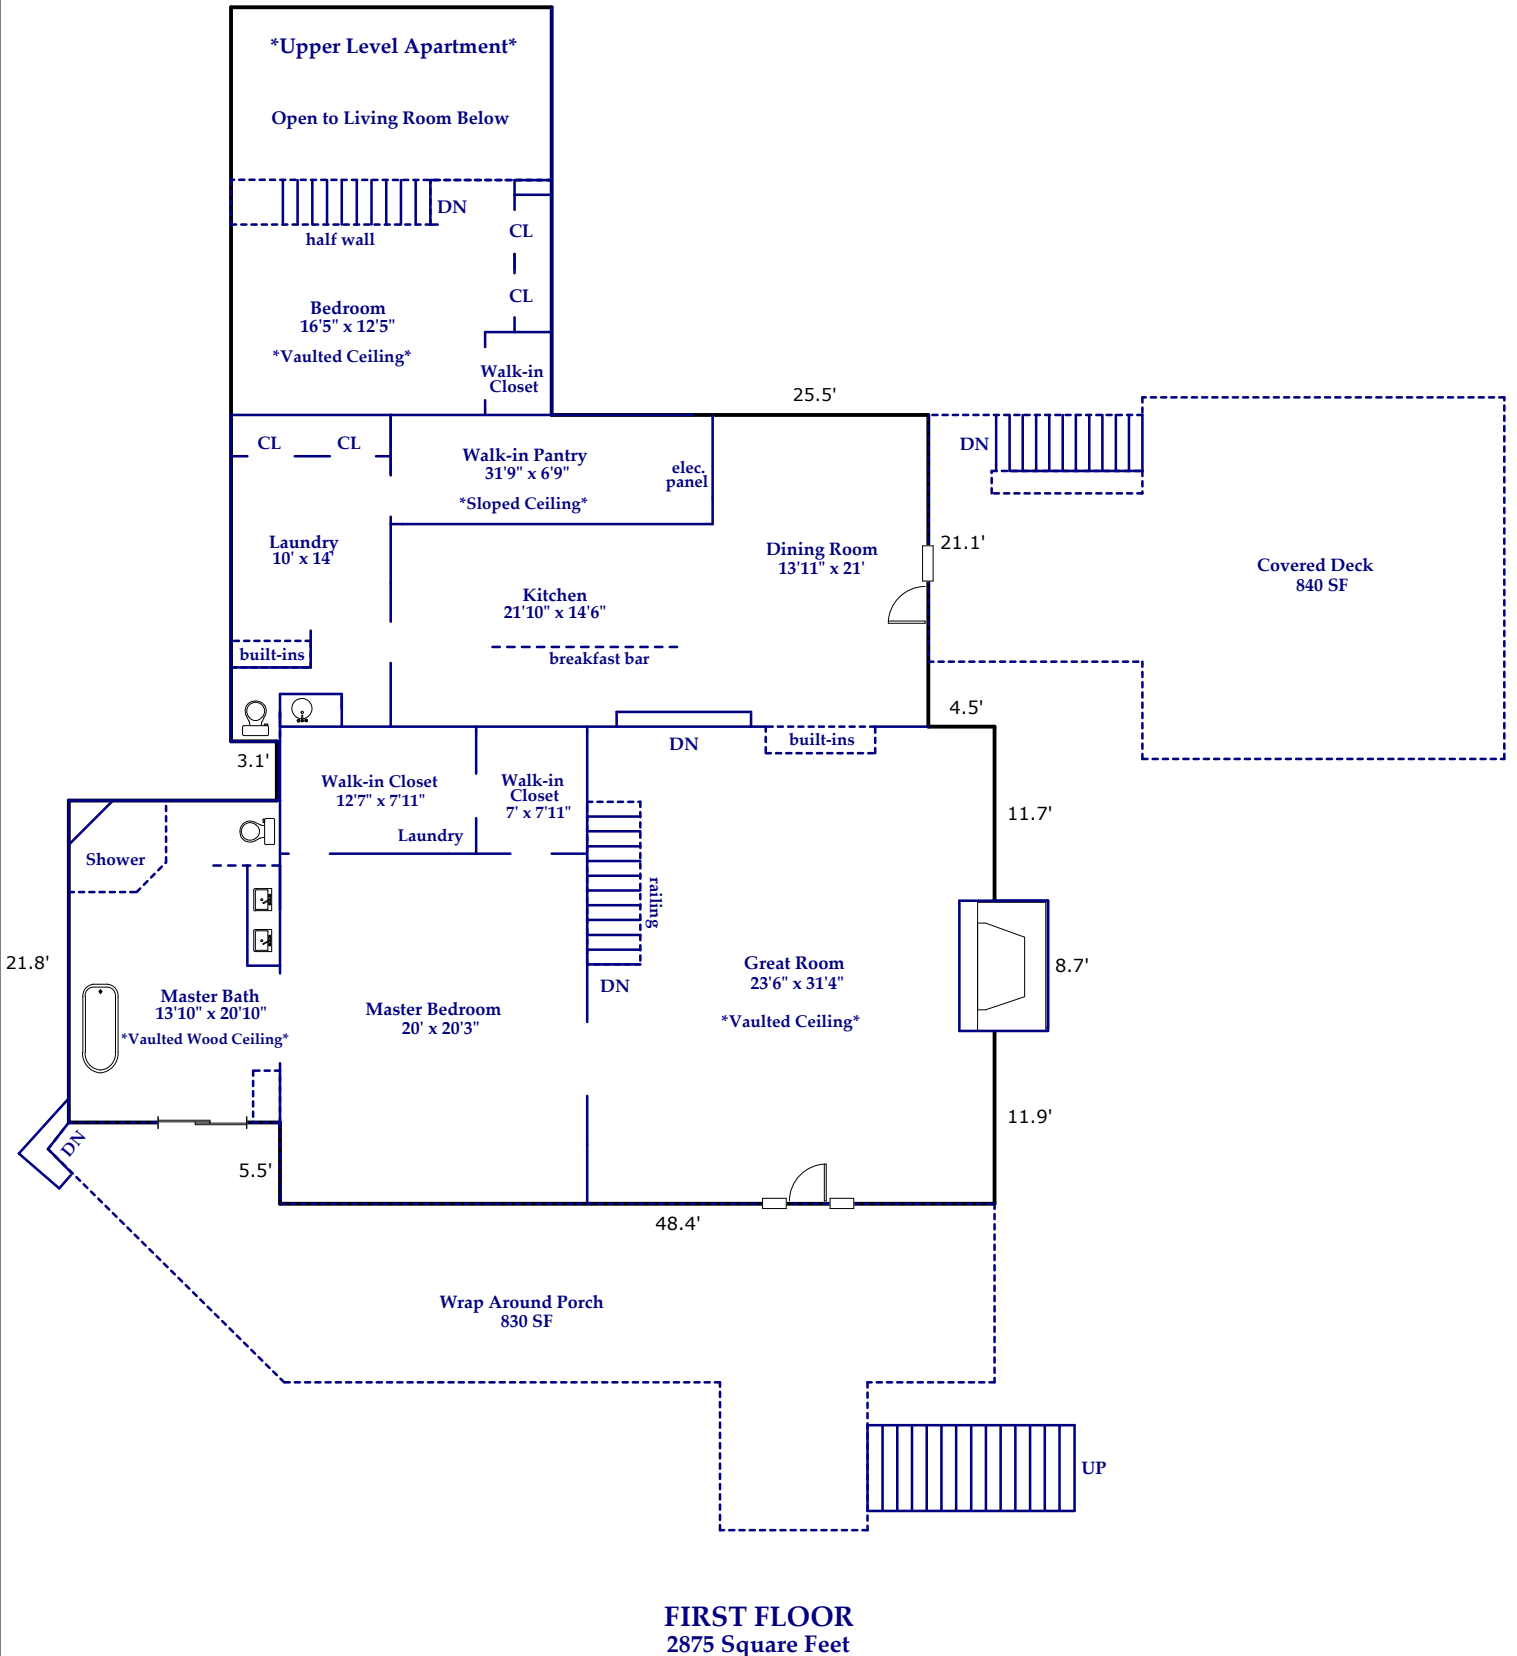 *Upper Level Apartment*
Open to Living Room Below
DN
half wall
CL
CL
Bedroom
16'5" x 12'5"
*Vaulted Ceiling*
Walk-in
Closet
25.5'
CL
CL
Walk-in Pantry
31'9" x 6'9"
*Sloped Ceiling*
elec.
panel
DN
Laundry
10' x 14'
Dining Room
13'11" x 21'
21.1'
Covered Deck
840 SF
Kitchen
21'10" x 14'6"
breakfast bar
built-ins
4.5'
DN
built-ins
3.1'
Walk-in Closet
12'7" x 7'11"
Laundry
Walk-in
Closet
7' x 7'11"
11.7'
Shower
railing
21.8'
Great Room
23'6" x 31'4"
*Vaulted Ceiling*
8.7'
DN
Master Bath
13'10" x 20'10"
*Vaulted Wood Ceiling*
Master Bedroom
20' x 20'3"
11.9'
DN
5.5'
48.4'
Wrap Around Porch
830 SF
UP
FIRST FLOOR
2875 Square Feet